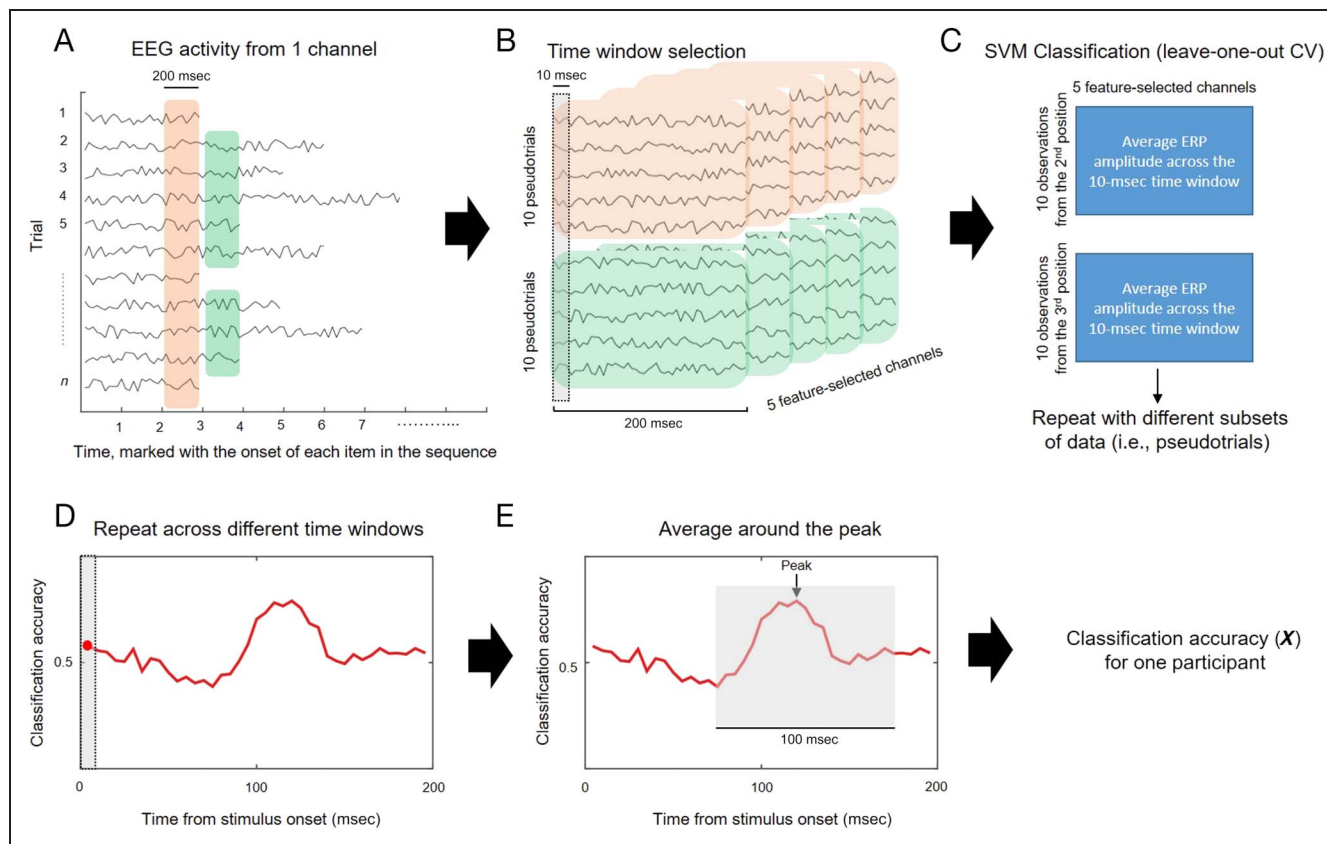 A
EEG activity from 1 channel
200 msec
Trial
1
2
3
4
5
n
1 2 3 4 5 6 7
Time, marked with the onset of each item in the sequence
B
Time window selection
10 msec
10 pseudotrials
10 pseudotrials
5 feature-selected channels
200 msec
C
SVM Classification (leave-one-out CV)
5 feature-selected channels
10 observations
from the 2nd position
Average ERP
amplitude across the
10-msec time window
10 observations
from the 3rd position
Average ERP
amplitude across the
10-msec time window
Repeat with different subsets
of data (i.e., pseudotrials)
D
Repeat across different time windows
Classification accuracy
0.5
0 100 200
Time from stimulus onset (msec)
E
Average around the peak
Peak
Classification accuracy
0.5
100 msec
0 100 200
Time from stimulus onset (msec)
Classification accuracy (X)
for one participant